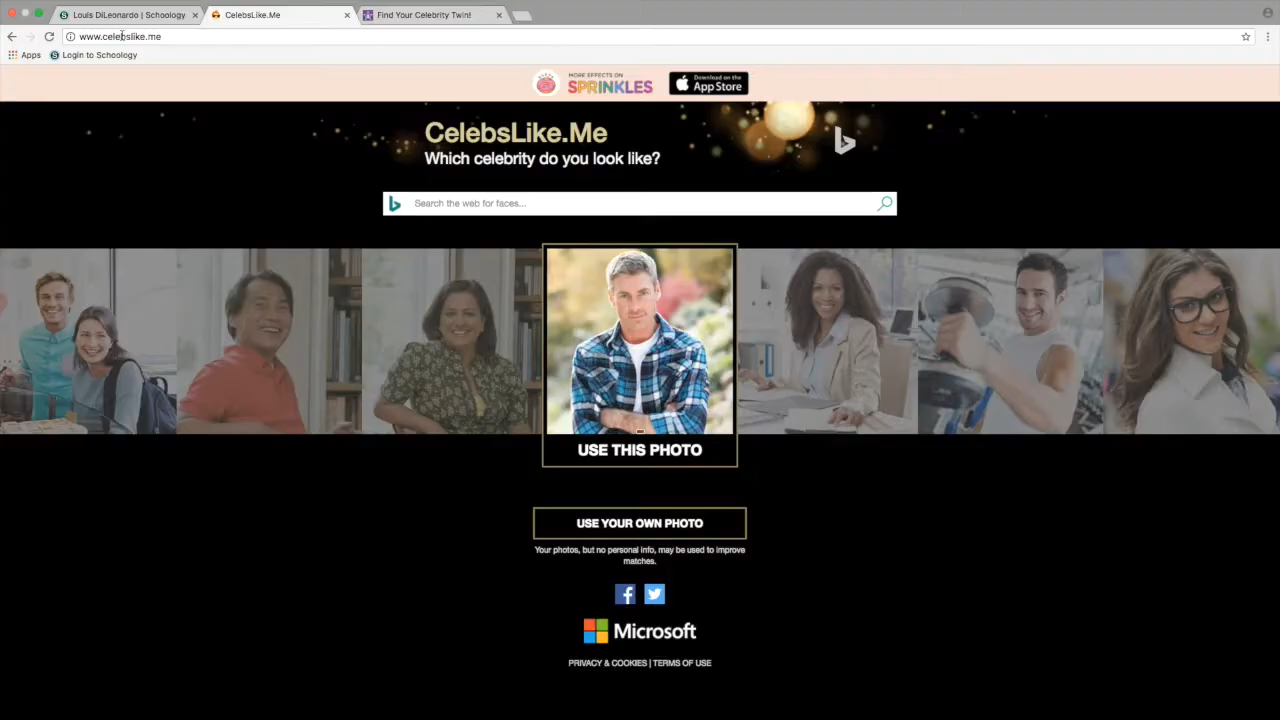 Louis DiLeonardo | Schoology
CelebsLike.Me
Find Your Celebrity Twin!
www.celebslike.me
Apps
Login to Schoology
MORE EFFECTS ON
SPRINKLES
Download on the
App Store
CelebsLike.Me
Which celebrity do you look like?
Search the web for faces...
USE THIS PHOTO
USE YOUR OWN PHOTO
Your photos, but no personal info, may be used to improve
matches.
Microsoft
PRIVACY & COOKIES | TERMS OF USE